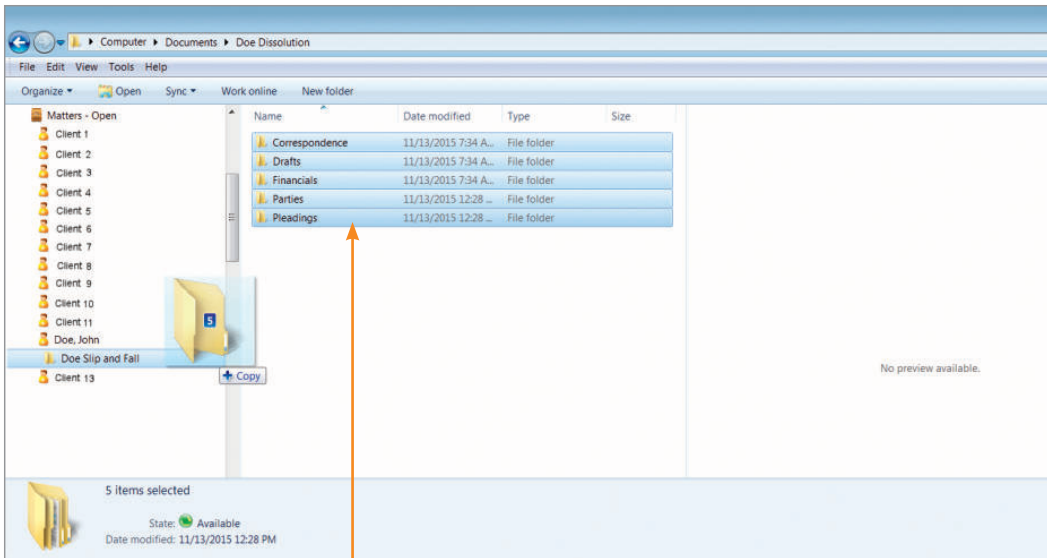 Computer ▸ Documents ▸ Doe Dissolution
File Edit View Tools Help
Organize ▾ Open Sync ▾ Work online New folder
Matters - Open
Client 1
Client 2
Client 3
Client 4
Client 5
Client 6
Client 7
Client 8
Client 9
Client 10
Client 11
Doe, John
Doe Slip and Fall
Client 13
Name Date modified Type Size
Correspondence 11/13/2015 7:34 A... File folder
Drafts 11/13/2015 7:34 A... File folder
Financials 11/13/2015 7:34 A... File folder
Parties 11/13/2015 12:28 ... File folder
Pleadings 11/13/2015 12:28 ... File folder
5
Copy
No preview available.
5 items selected
State: Available
Date modified: 11/13/2015 12:28 PM